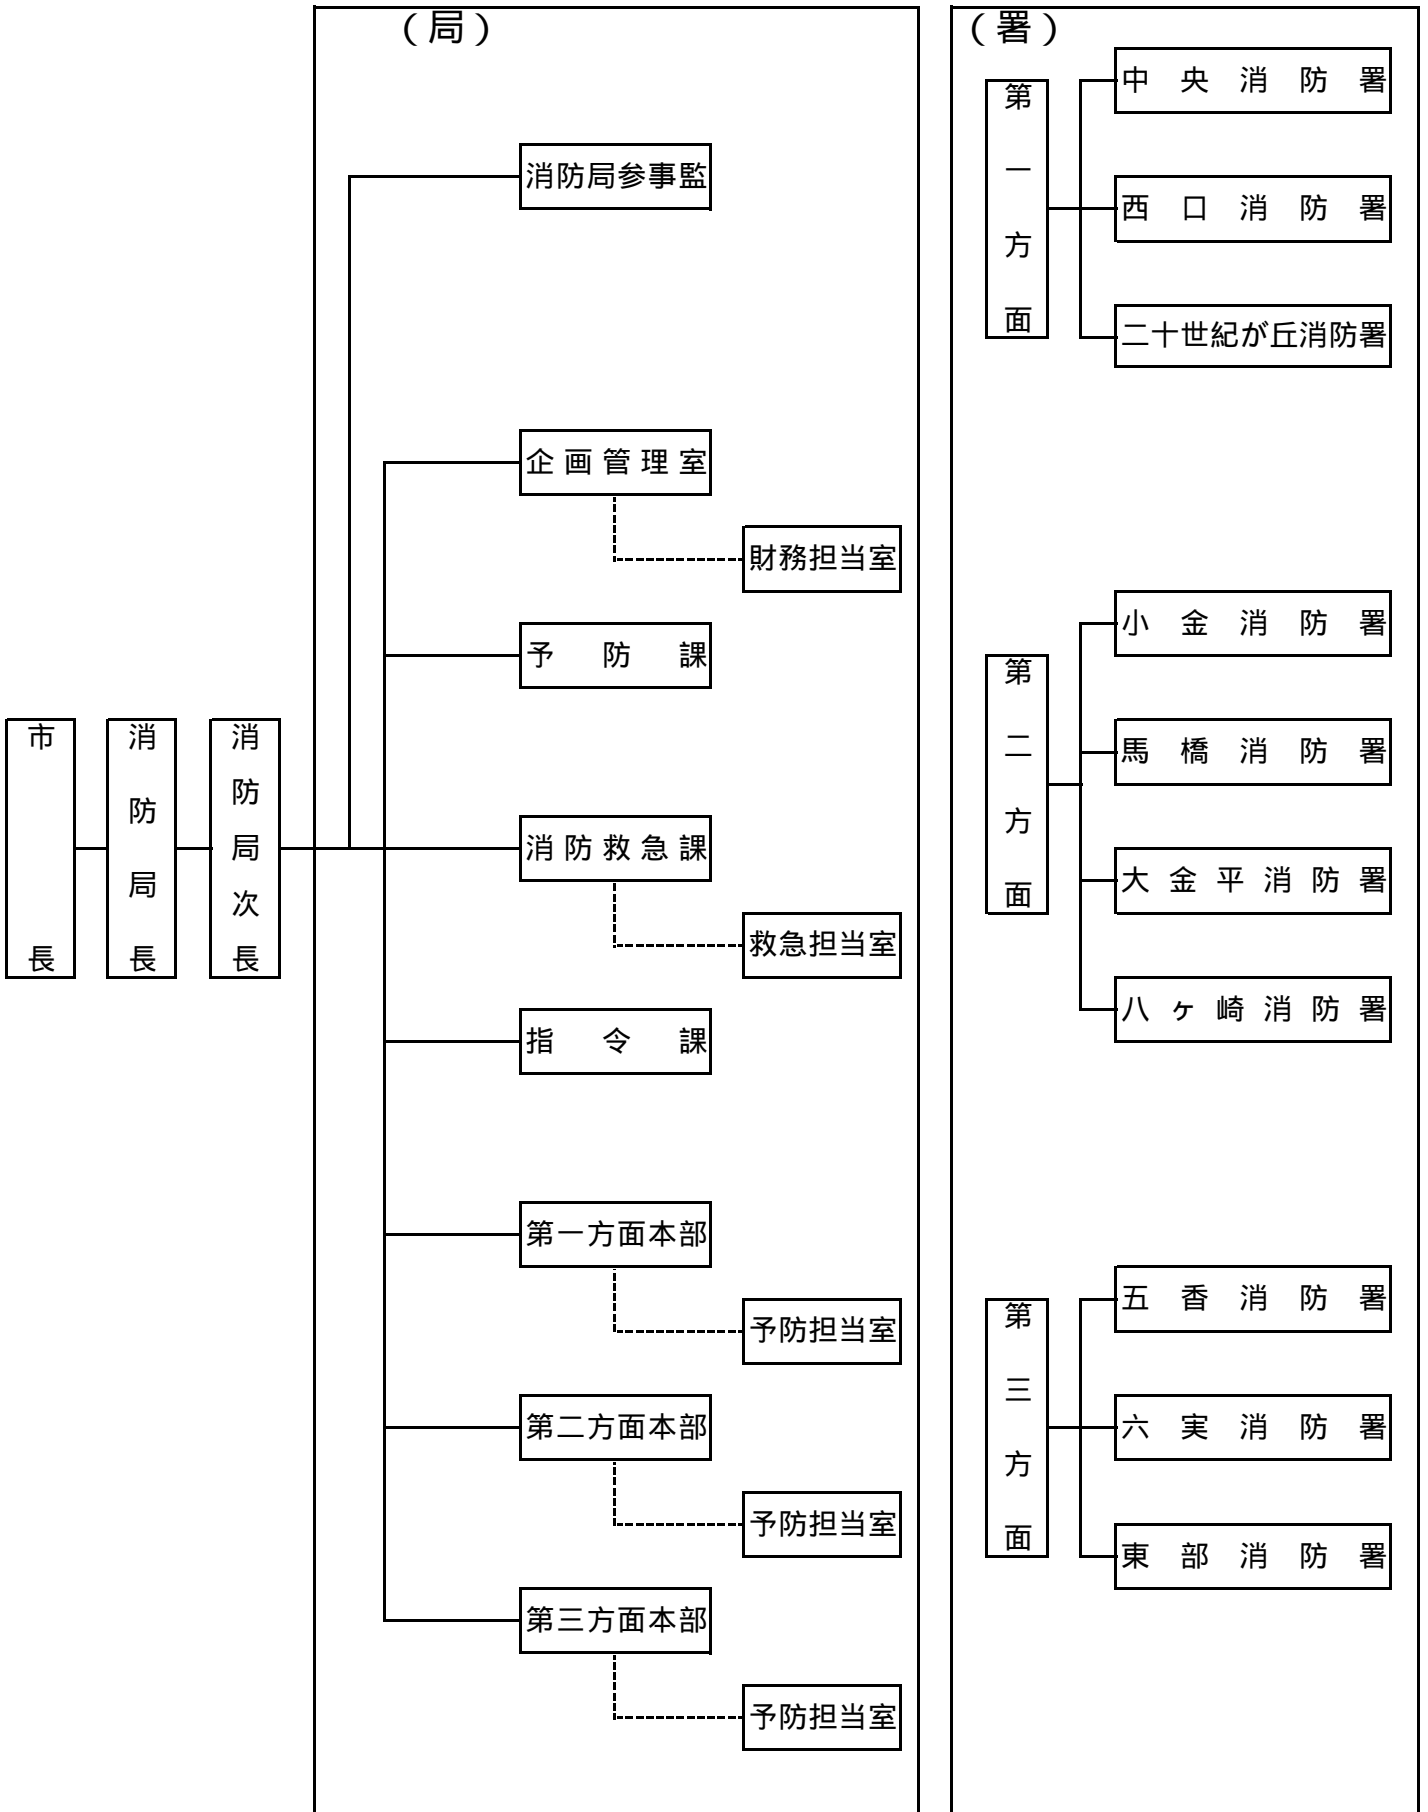 市長
消防局長
消防局次長
（局）
消防局参事監
企画管理室
財務担当室
予防課
消防救急課
救急担当室
指令課
第一方面本部
予防担当室
第二方面本部
予防担当室
第三方面本部
予防担当室
（署）
第一方面
中央消防署
西口消防署
二十世紀が丘消防署
第二方面
小金消防署
馬橋消防署
大金平消防署
八ヶ崎消防署
第三方面
五香消防署
六実消防署
東部消防署